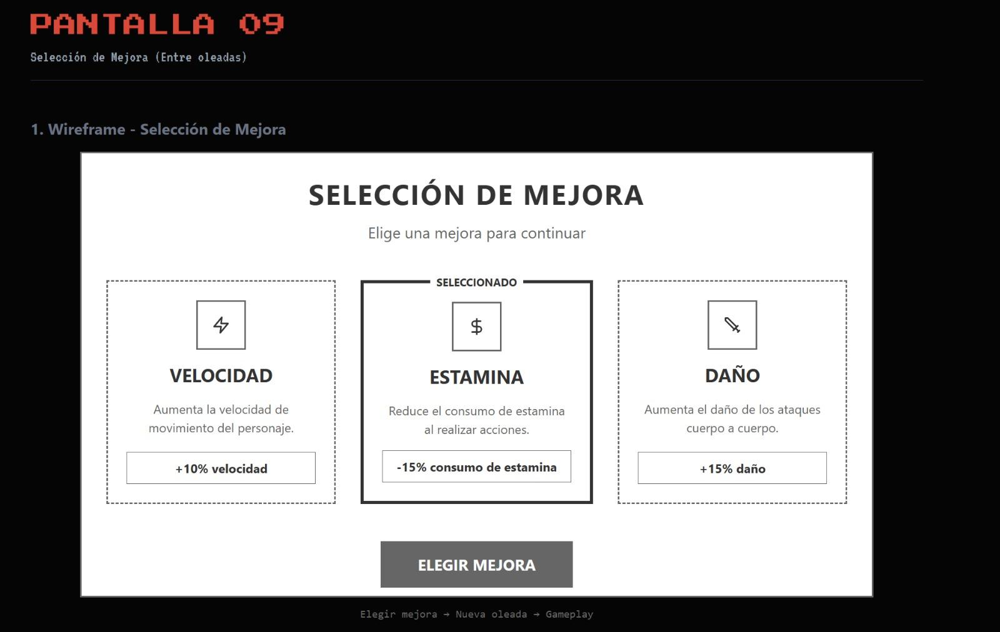 PANTALLA 09
Selección de Mejora (Entre oleadas)
1. Wireframe - Selección de Mejora
SELECCIÓN DE MEJORA
Elige una mejora para continuar
VELOCIDAD
Aumenta la velocidad de
movimiento del personaje.
+10% velocidad
SELECCIONADO
$
ESTAMINA
Reduce el consumo de estamina
al realizar acciones.
-15% consumo de estamina
DAÑO
Aumenta el daño de los ataques
cuerpo a cuerpo.
+15% daño
ELEGIR MEJORA
Elegir mejora → Nueva oleada → Gameplay